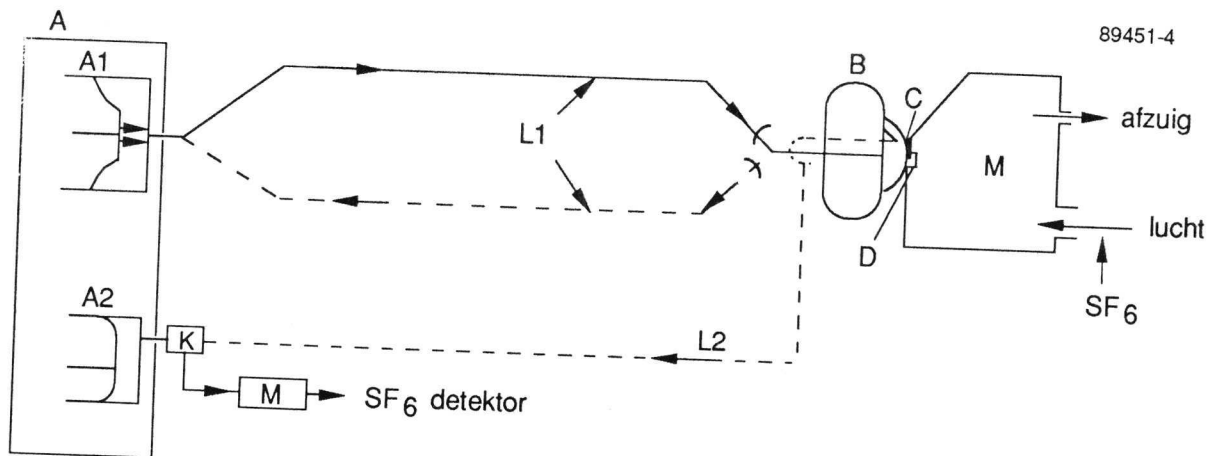 89451-4
A
A1
L1
B
C
M
afzuig
lucht
D
SF6
A2
K
L2
M
SF6 detektor